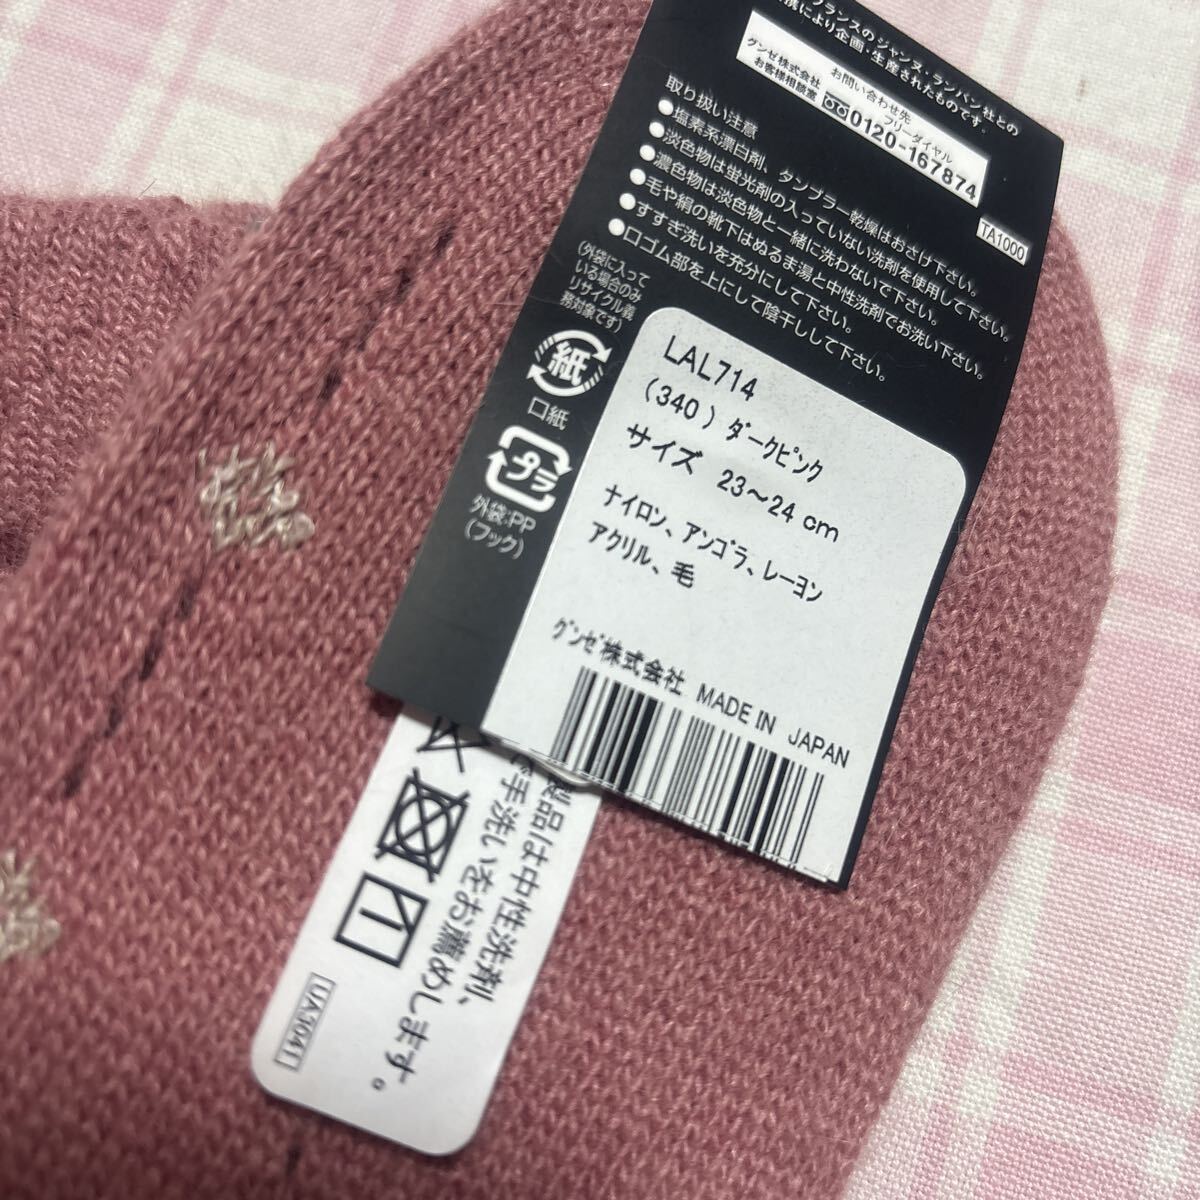 フランスのジャンヌ・ランバン社との
提携により企画・生産されたものです。
グンゼ株式会社
お客様相談室
お問い合わせ先
フリーダイヤル
0120-167874
TA1000
取り扱い注意
●塩素系漂白剤、タンブラー乾燥はおさけ下さい。
●淡色物は蛍光剤の入っていない洗剤を使用して下さい。
●濃色物は淡色物と一緒に洗わないで下さい。
●毛や絹の靴下はぬるま湯と中性洗剤でお洗い下さい。
●すすぎ洗いを充分にして下さい。
●口ゴム部を上にして陰干しして下さい。
(外袋に入って
いる場合のみ
リサイクル義
務対象です)
紙
口紙
プラ
外袋:PP
(フック)
LAL714
(340) ダークピンク
サイズ 23～24 cm
ナイロン、アンゴラ、レーヨン
アクリル、毛
グンゼ株式会社 MADE IN JAPAN
製品は中性洗剤、
で手洗いをお薦めします。
UA3041